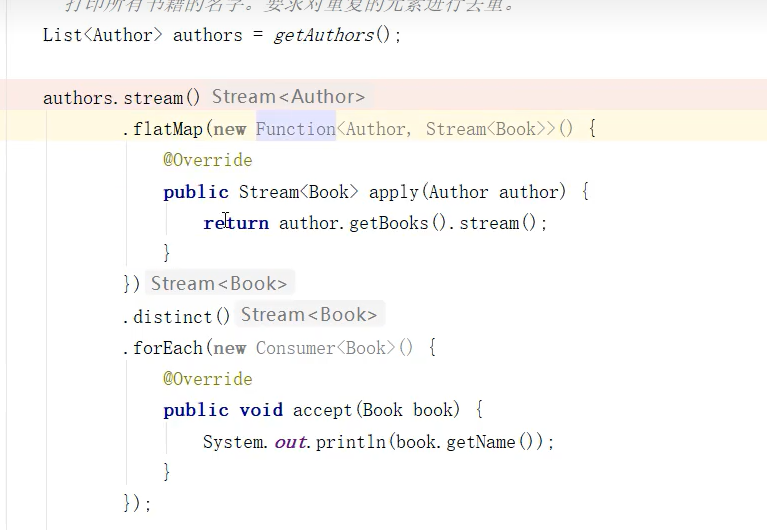 打印所有书籍的名字。要求对重复的元素进行去重。
List<Author> authors = getAuthors();
authors.stream() Stream<Author>
.flatMap(new Function<Author, Stream<Book>>() {
@Override
public Stream<Book> apply(Author author) {
return author.getBooks().stream();
}
}) Stream<Book>
.distinct() Stream<Book>
.forEach(new Consumer<Book>() {
@Override
public void accept(Book book) {
System.out.println(book.getName());
}
});